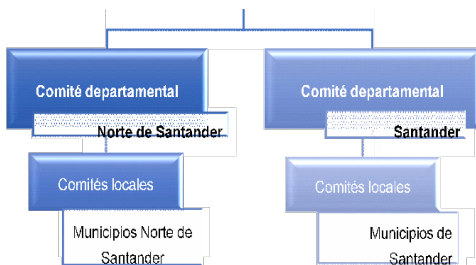 Comité departamental
Norte de Santander
Comités locales
Municipios Norte de
Santander
Comité departamental
Santander
Comités locales
Municipios de
Santander